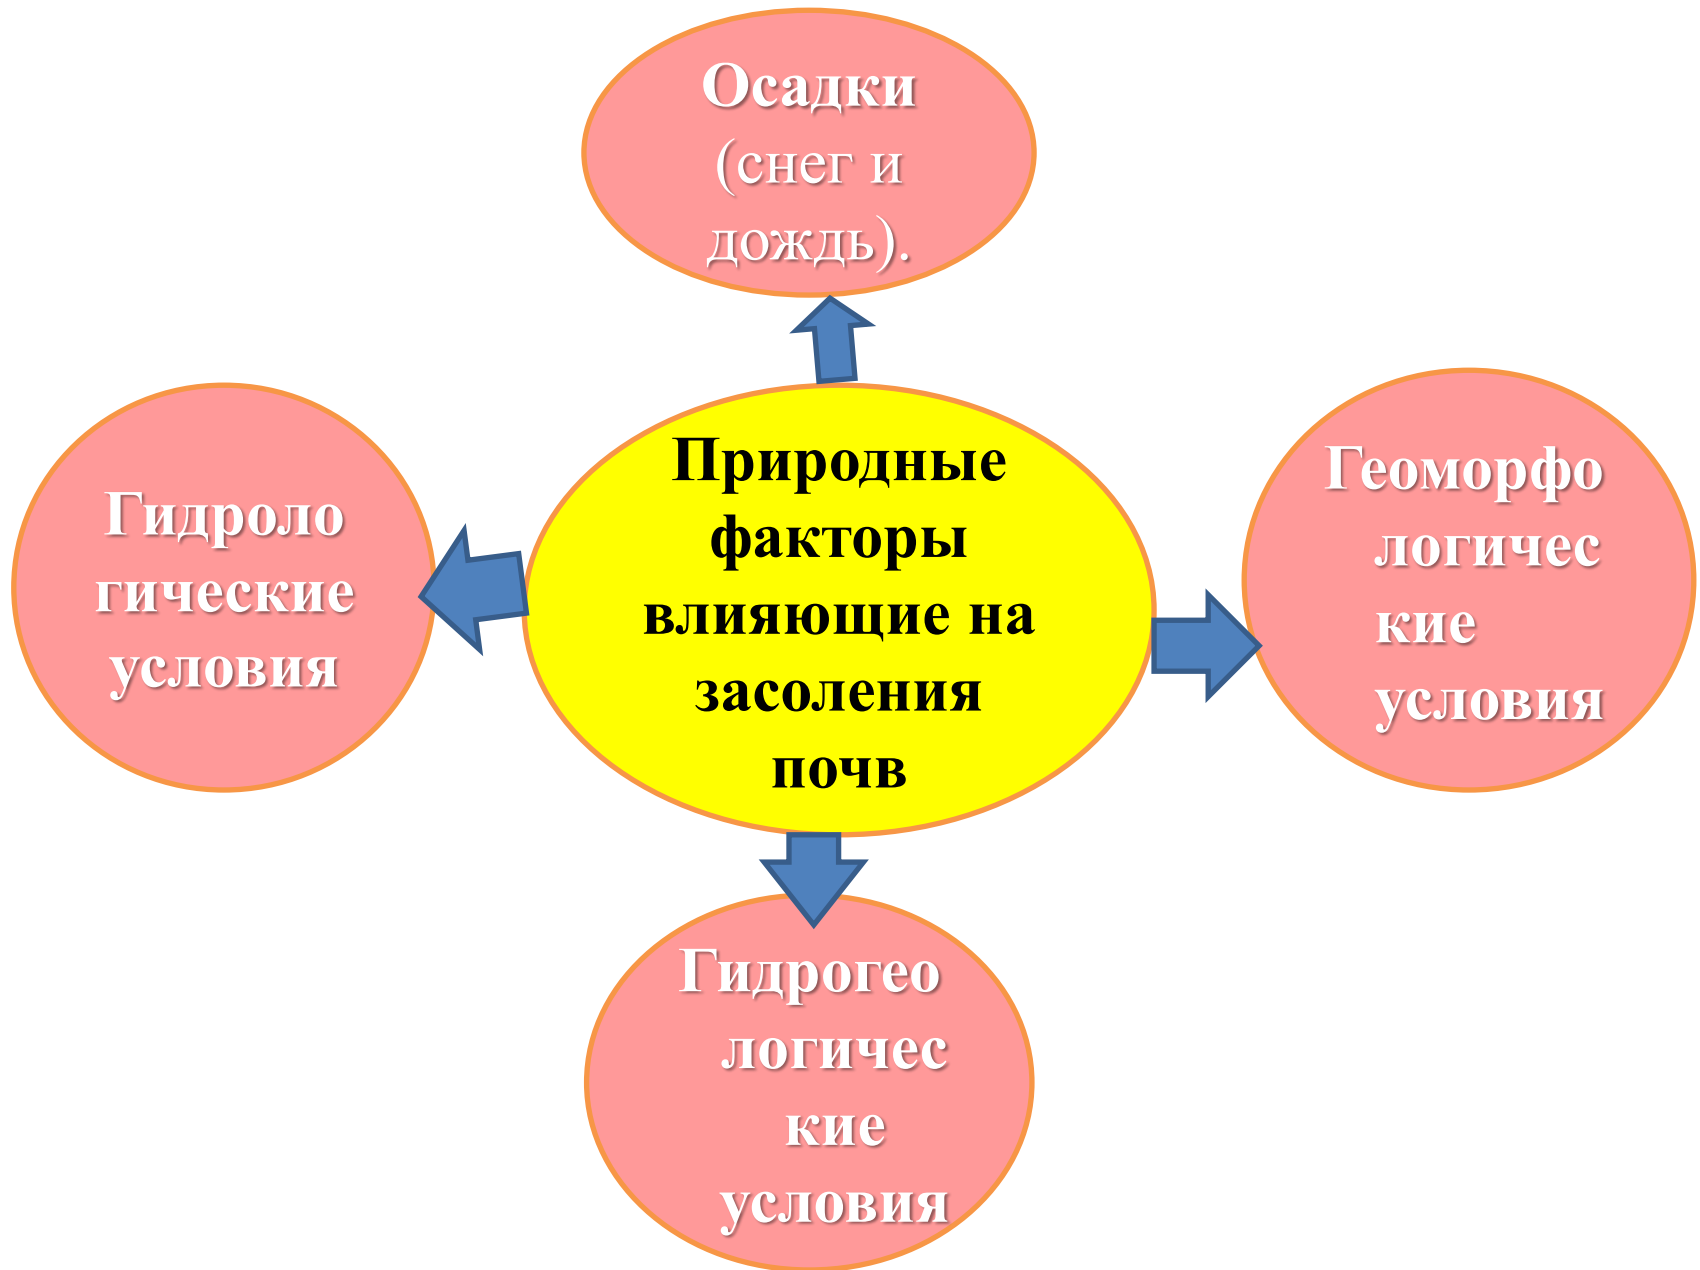 Осадки
(снег и
дождь).
Гидроло
гические
условия
Природные
факторы
влияющие на
засоления
почв
Геоморфо
логичес
кие
условия
Гидрогео
логичес
кие
условия